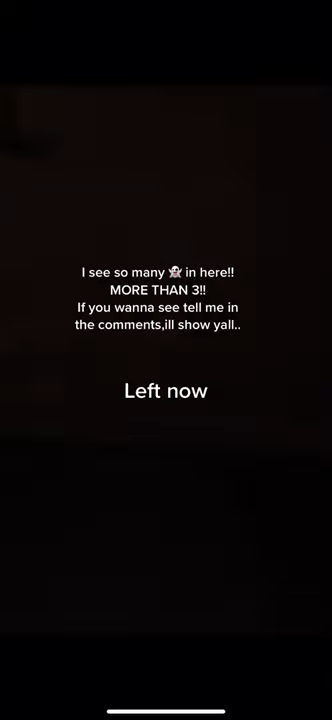 I see so many 👻 in here!!
MORE THAN 3!!
If you wanna see tell me in
the comments,ill show yall..
Left now